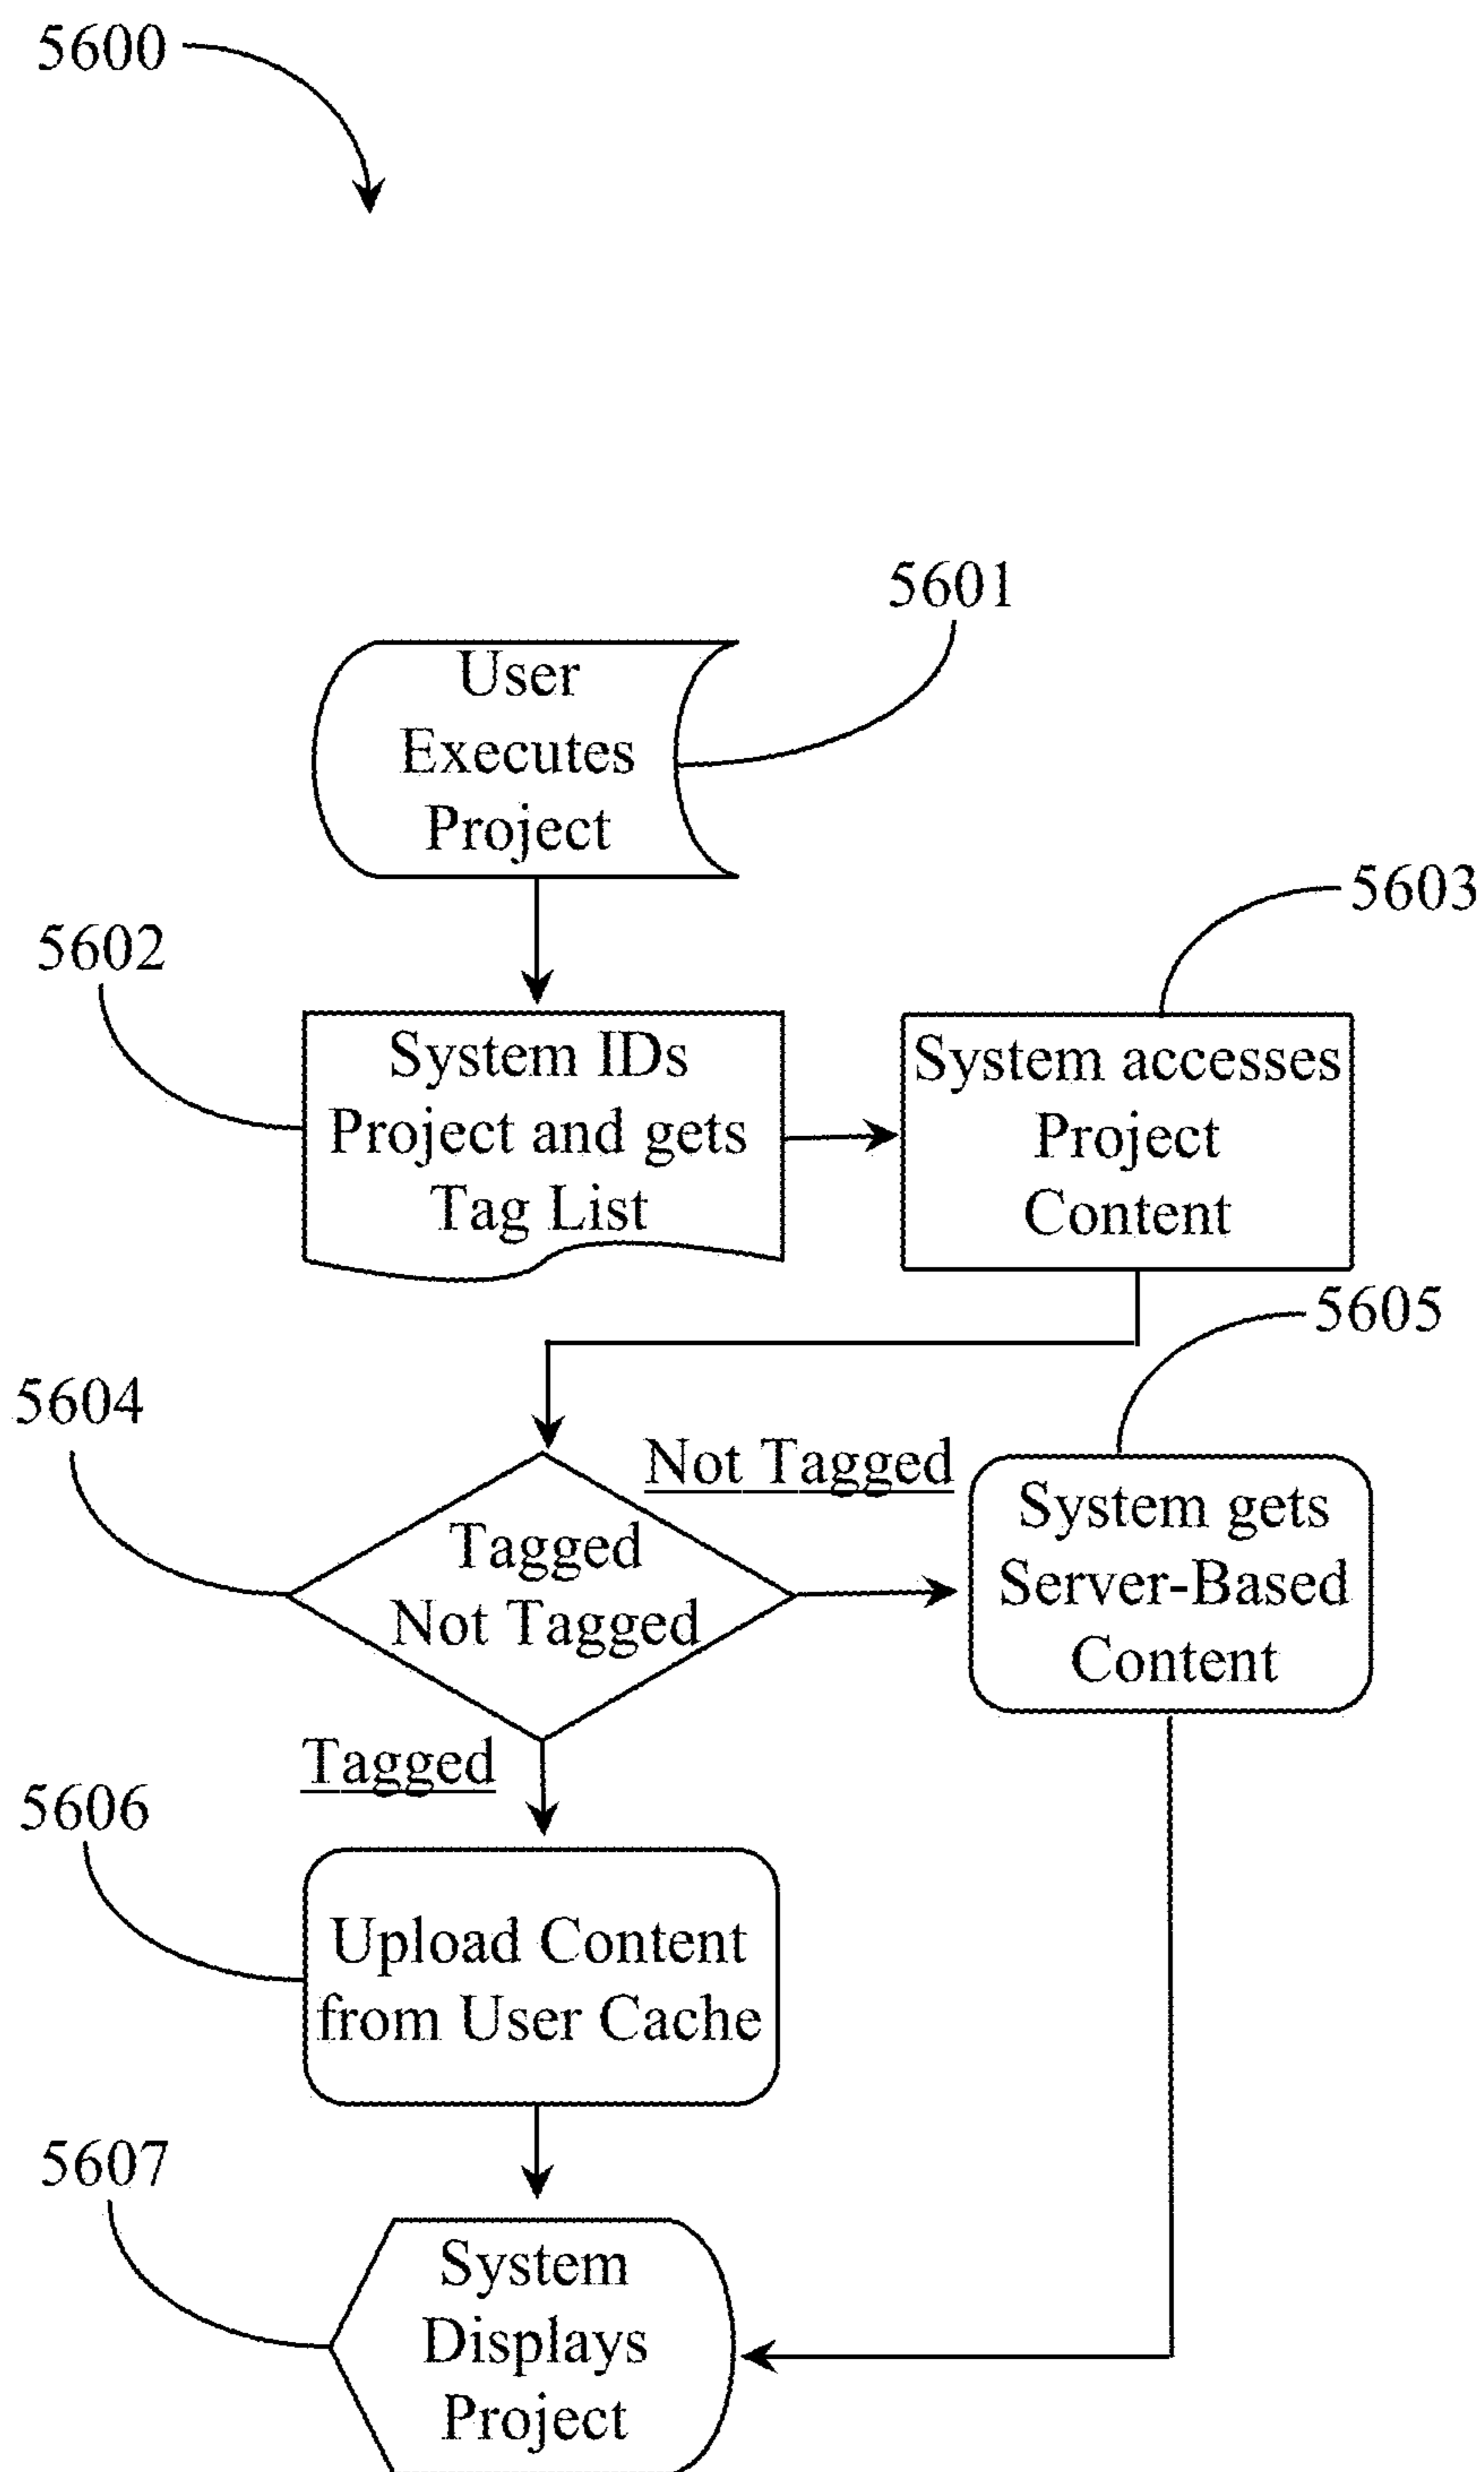 5600
5601
User
Executes
Project
5602
5603
System IDs
Project and gets
Tag List
System accesses
Project
Content
5605
5604
Not Tagged
Tagged
Not Tagged
System gets
Server-Based
Content
Tagged
5606
Upload Content
from User Cache
5607
System
Displays
Project